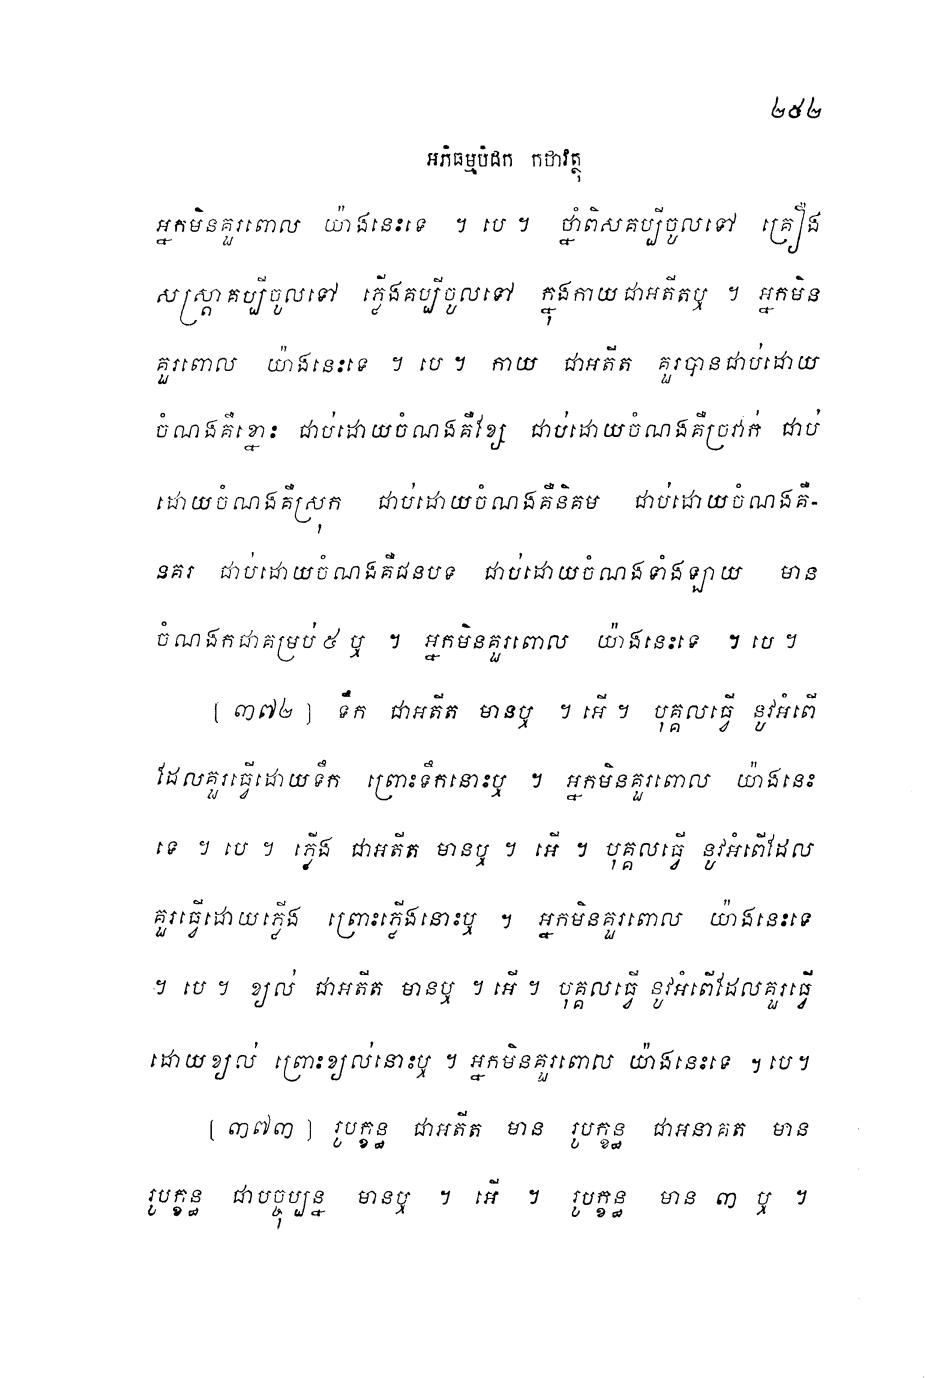 ២៥២
អភិធម្មបិដក កថាវត្ថុ
អ្នកមិនគួរពោល យ៉ាងនេះទេ ។ បេ ។ ថ្នាំពិសគប្បីចូលទៅ គ្រឿង
សស្ត្រាគប្បីចូលទៅ ភ្លើងគប្បីចូលទៅ ក្នុងកាយជាអតីតឬ ។ អ្នកមិន
គួរពោល យ៉ាងនេះទេ ។ បេ ។ កាយ ជាអតីត គួរបានជាប់ដោយ
ចំណងគឺខ្នោះ ជាប់ដោយចំណងគឺខ្សែ ជាប់ដោយចំណងគឺច្រវាក់ ជាប់
ដោយចំណងគឺស្រុក ជាប់ដោយចំណងគឺនិគម ជាប់ដោយចំណងគឺ-
នគរ ជាប់ដោយចំណងគឺជនបទ ជាប់ដោយចំណងទាំងឡាយ មាន
ចំណងកជាគម្រប់ ៥ ឬ ។ អ្នកមិនគួរពោល យ៉ាងនេះទេ ។ បេ ។
[ ៣៧២ ] ទឹក ជាអតីត មានឬ ។ អើ ។ បុគ្គលធ្វើ នូវអំពើ
ដែលគួរធ្វើដោយទឹក ព្រោះទឹកនោះឬ ។ អ្នកមិនគួរពោល យ៉ាងនេះ
ទេ ។ បេ ។ ភ្លើង ជាអតីត មានឬ ។ អើ ។ បុគ្គលធ្វើ នូវអំពើដែល
គួរធ្វើដោយភ្លើង ព្រោះភ្លើងនោះឬ ។ អ្នកមិនគួរពោល យ៉ាងនេះទេ
។ បេ ។ ខ្យល់ ជាអតីត មានឬ ។ អើ ។ បុគ្គលធ្វើ នូវអំពើដែលគួរធ្វើ
ដោយខ្យល់ ព្រោះខ្យល់នោះឬ ។ អ្នកមិនគួរពោល យ៉ាងនេះទេ ។ បេ ។
[ ៣៧៣ ] រូបក្ខន្ធ ជាអតីត មាន រូបក្ខន្ធ ជាអនាគត មាន
រូបក្ខន្ធ ជាបច្ចុប្បន្ន មានឬ ។ អើ ។ រូបក្ខន្ធ មាន ៣ ឬ ។